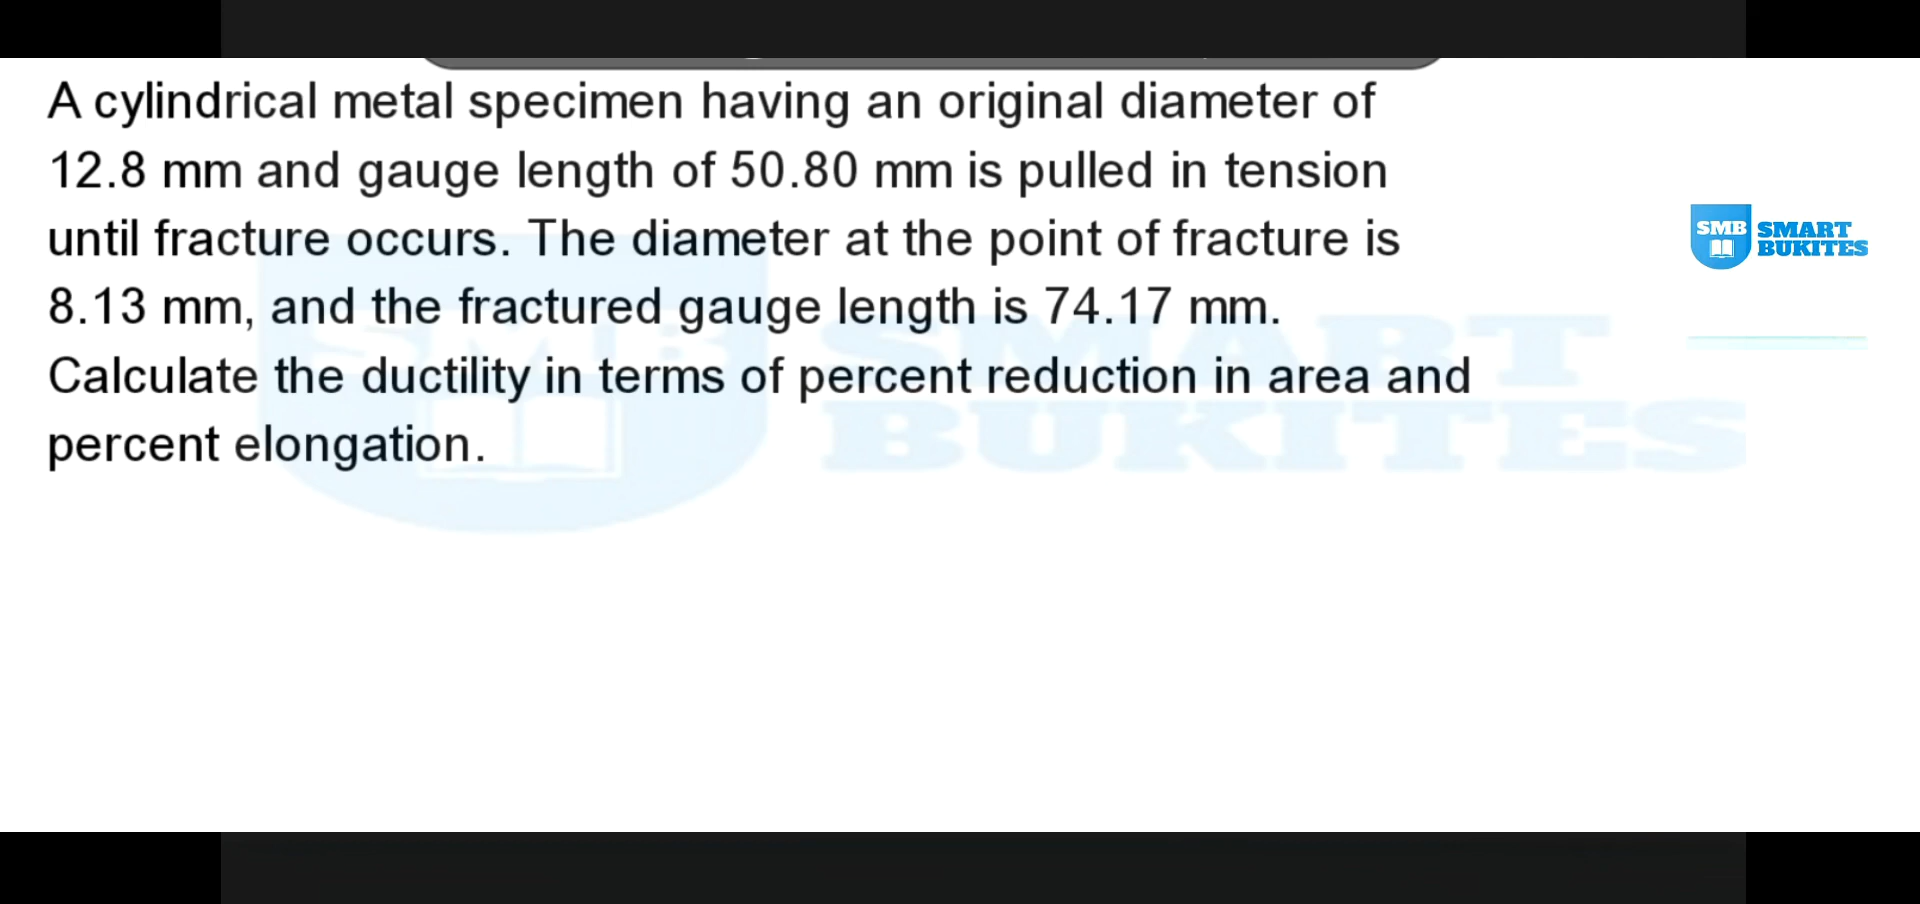 A cylindrical metal specimen having an original diameter of
12.8 mm and gauge length of 50.80 mm is pulled in tension
until fracture occurs. The diameter at the point of fracture is
8.13 mm, and the fractured gauge length is 74.17 mm.
Calculate the ductility in terms of percent reduction in area and
percent elongation.
SMB SMART
BUKITES
SMB SMART
BUKITES